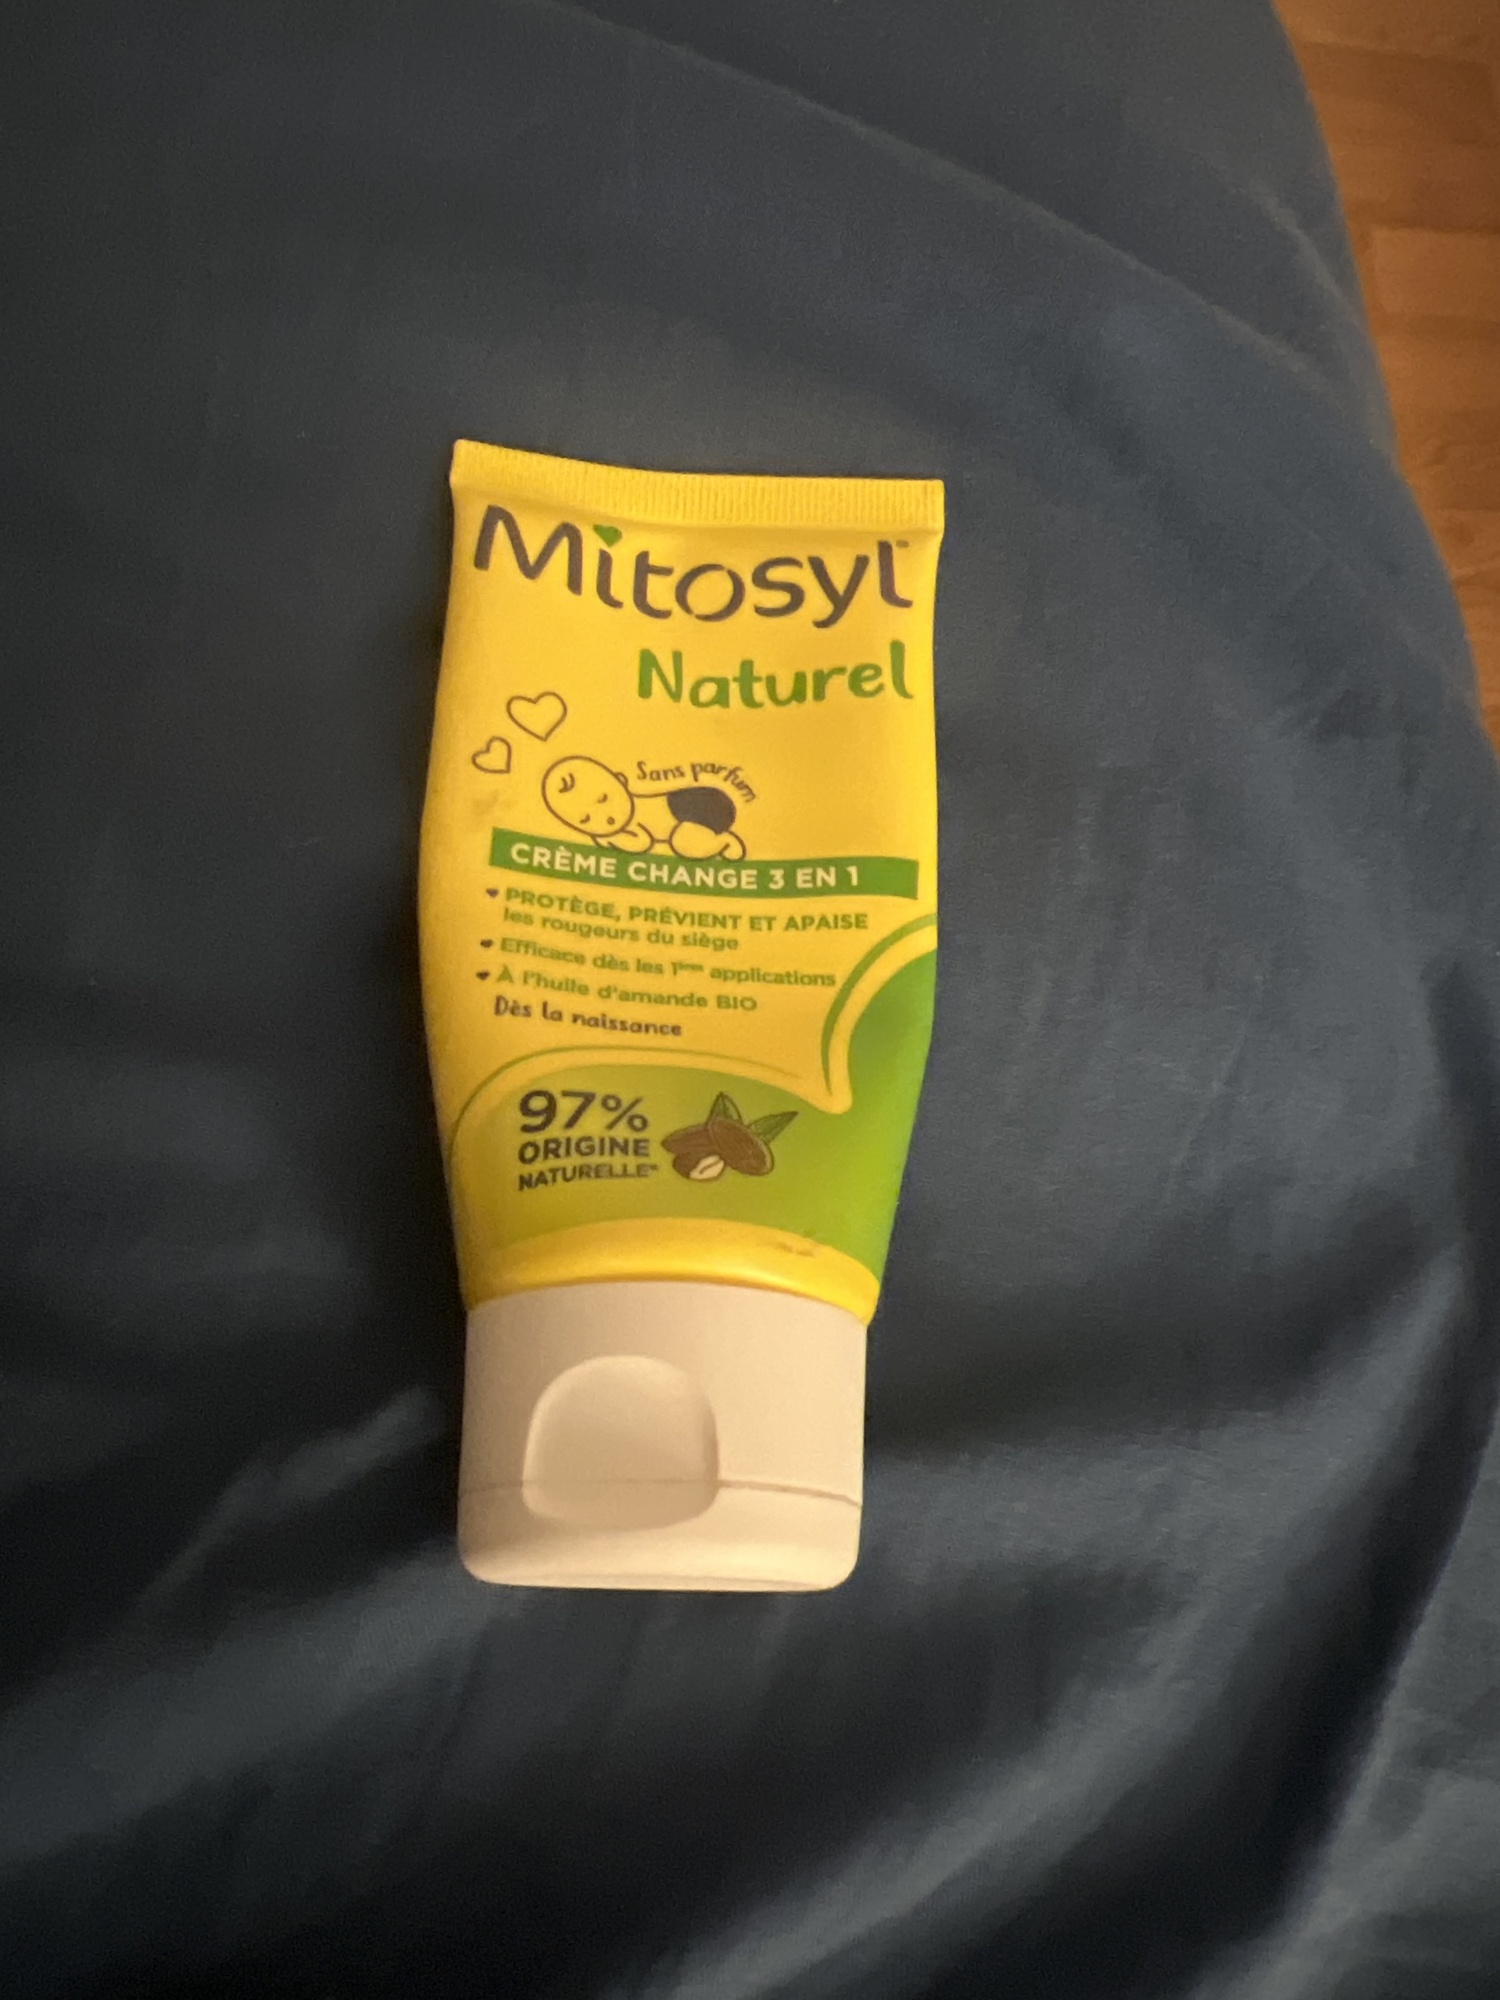 Mitosyl™
Naturel
Sans parfum
CRÈME CHANGE 3 EN 1
PROTÈGE, PRÉVIENT ET APAISE
les rougeurs du siège
Efficace dès les 1ères applications
À l'huile d'amande BIO
Dès la naissance
97%
ORIGINE
NATURELLE*